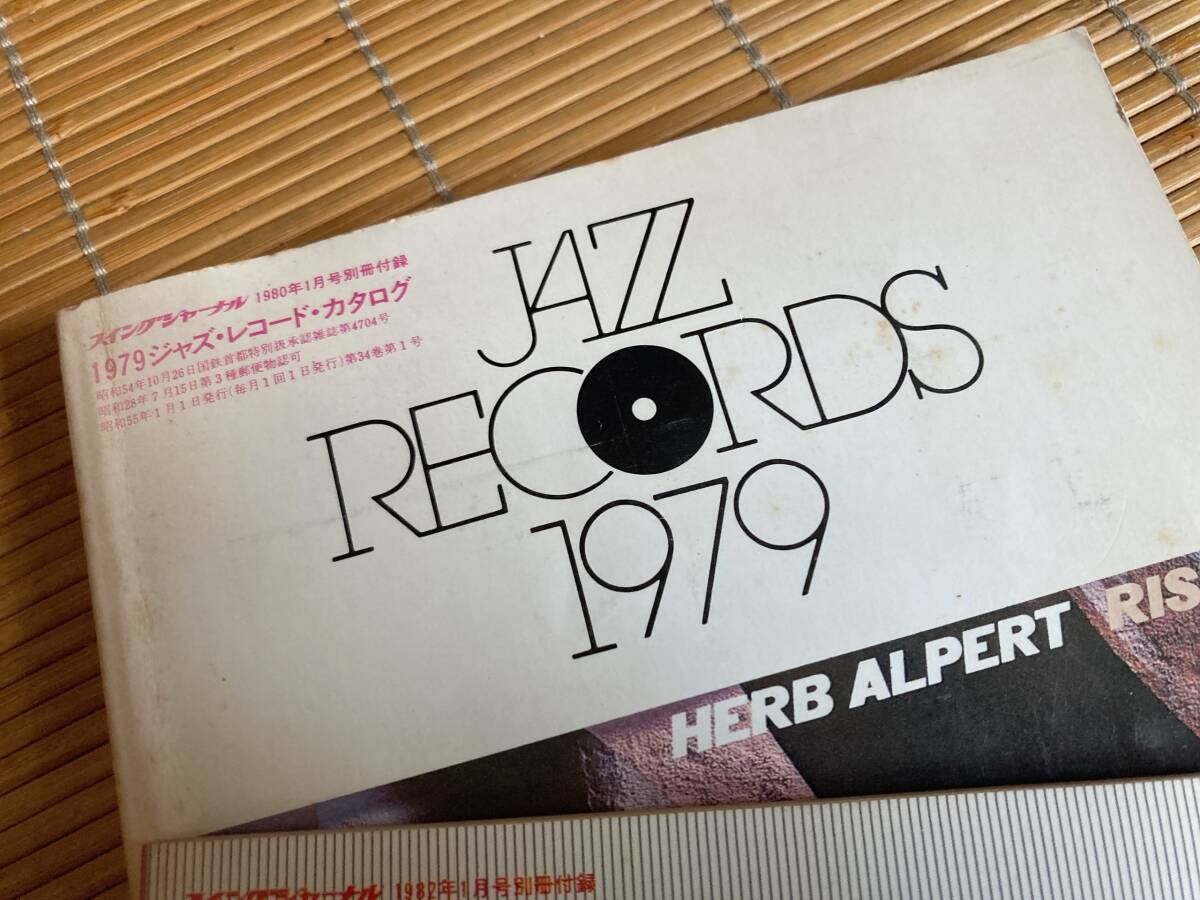 スイングジャーナル 1980年1月号別冊付録
1979ジャズ・レコード・カタログ
昭和54年10月26日国鉄首都特別扱承認雑誌第4704号
昭和28年7月15日第3種郵便物認可
昭和55年1月1日発行(毎月1回1日発行)第34巻第1号
JAZZ
RECORDS
1979
HERB ALPERT RIS
スイングジャーナル 1982年1月号別冊付録